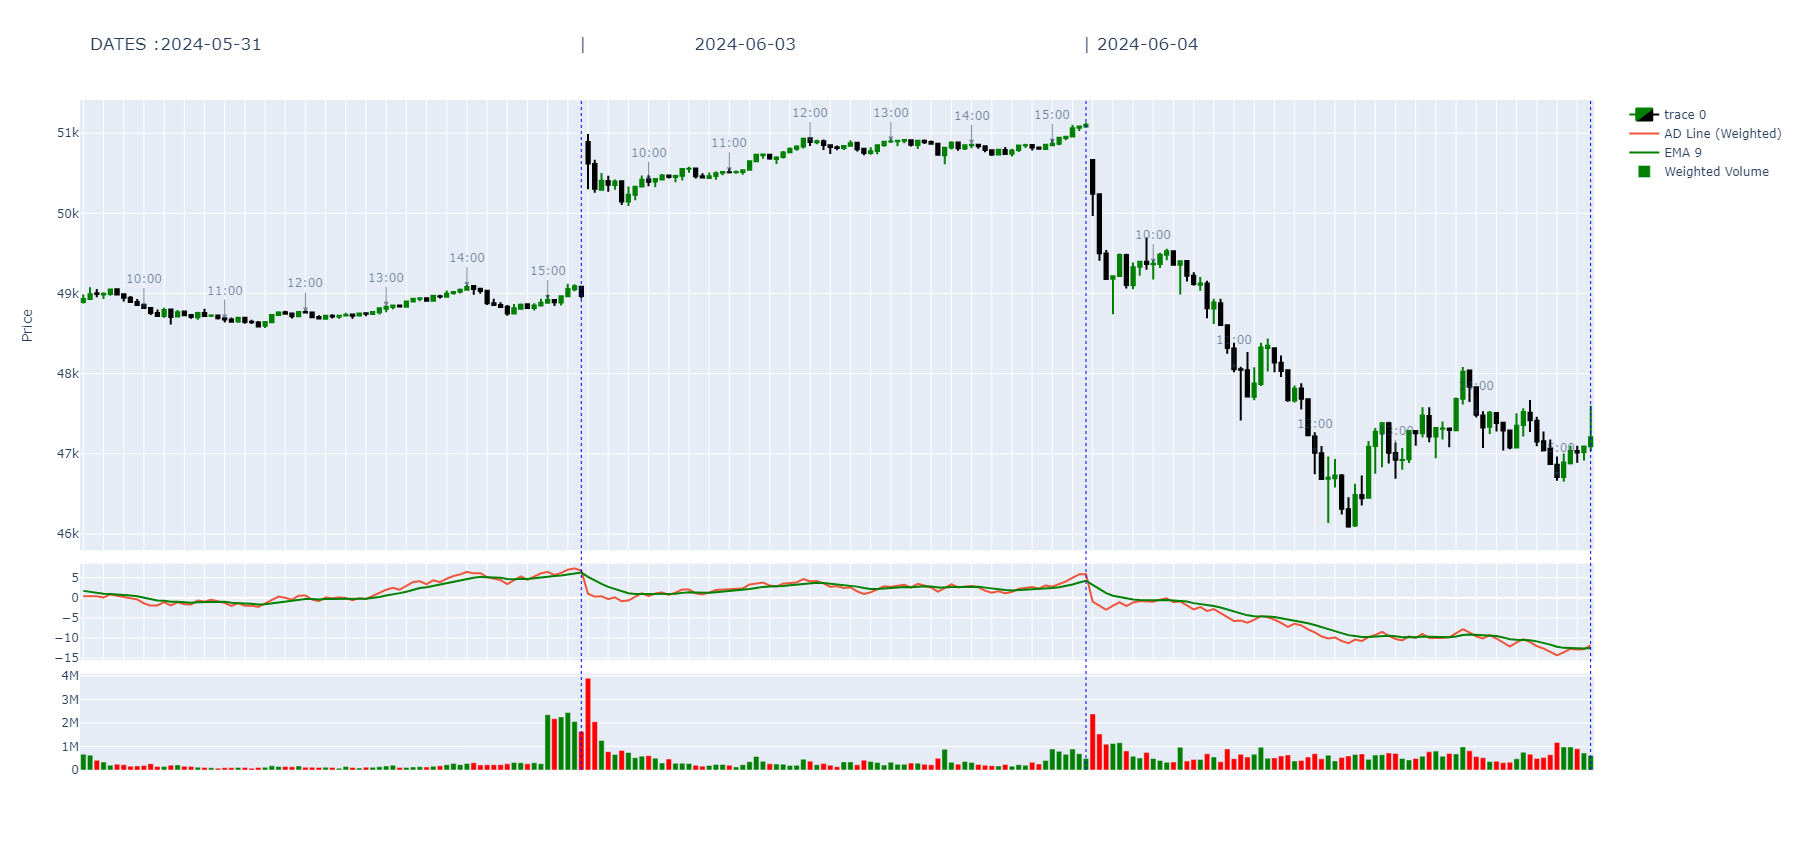 DATES :2024-05-31 | 2024-06-03 | 2024-06-04
trace 0
AD Line (Weighted)
EMA 9
Weighted Volume
Price
51k
50k
49k
48k
47k
46k
10:00
11:00
12:00
13:00
14:00
15:00
10:00
11:00
12:00
13:00
14:00
15:00
10:00
5
0
−5
−10
−15
4M
3M
2M
1M
0